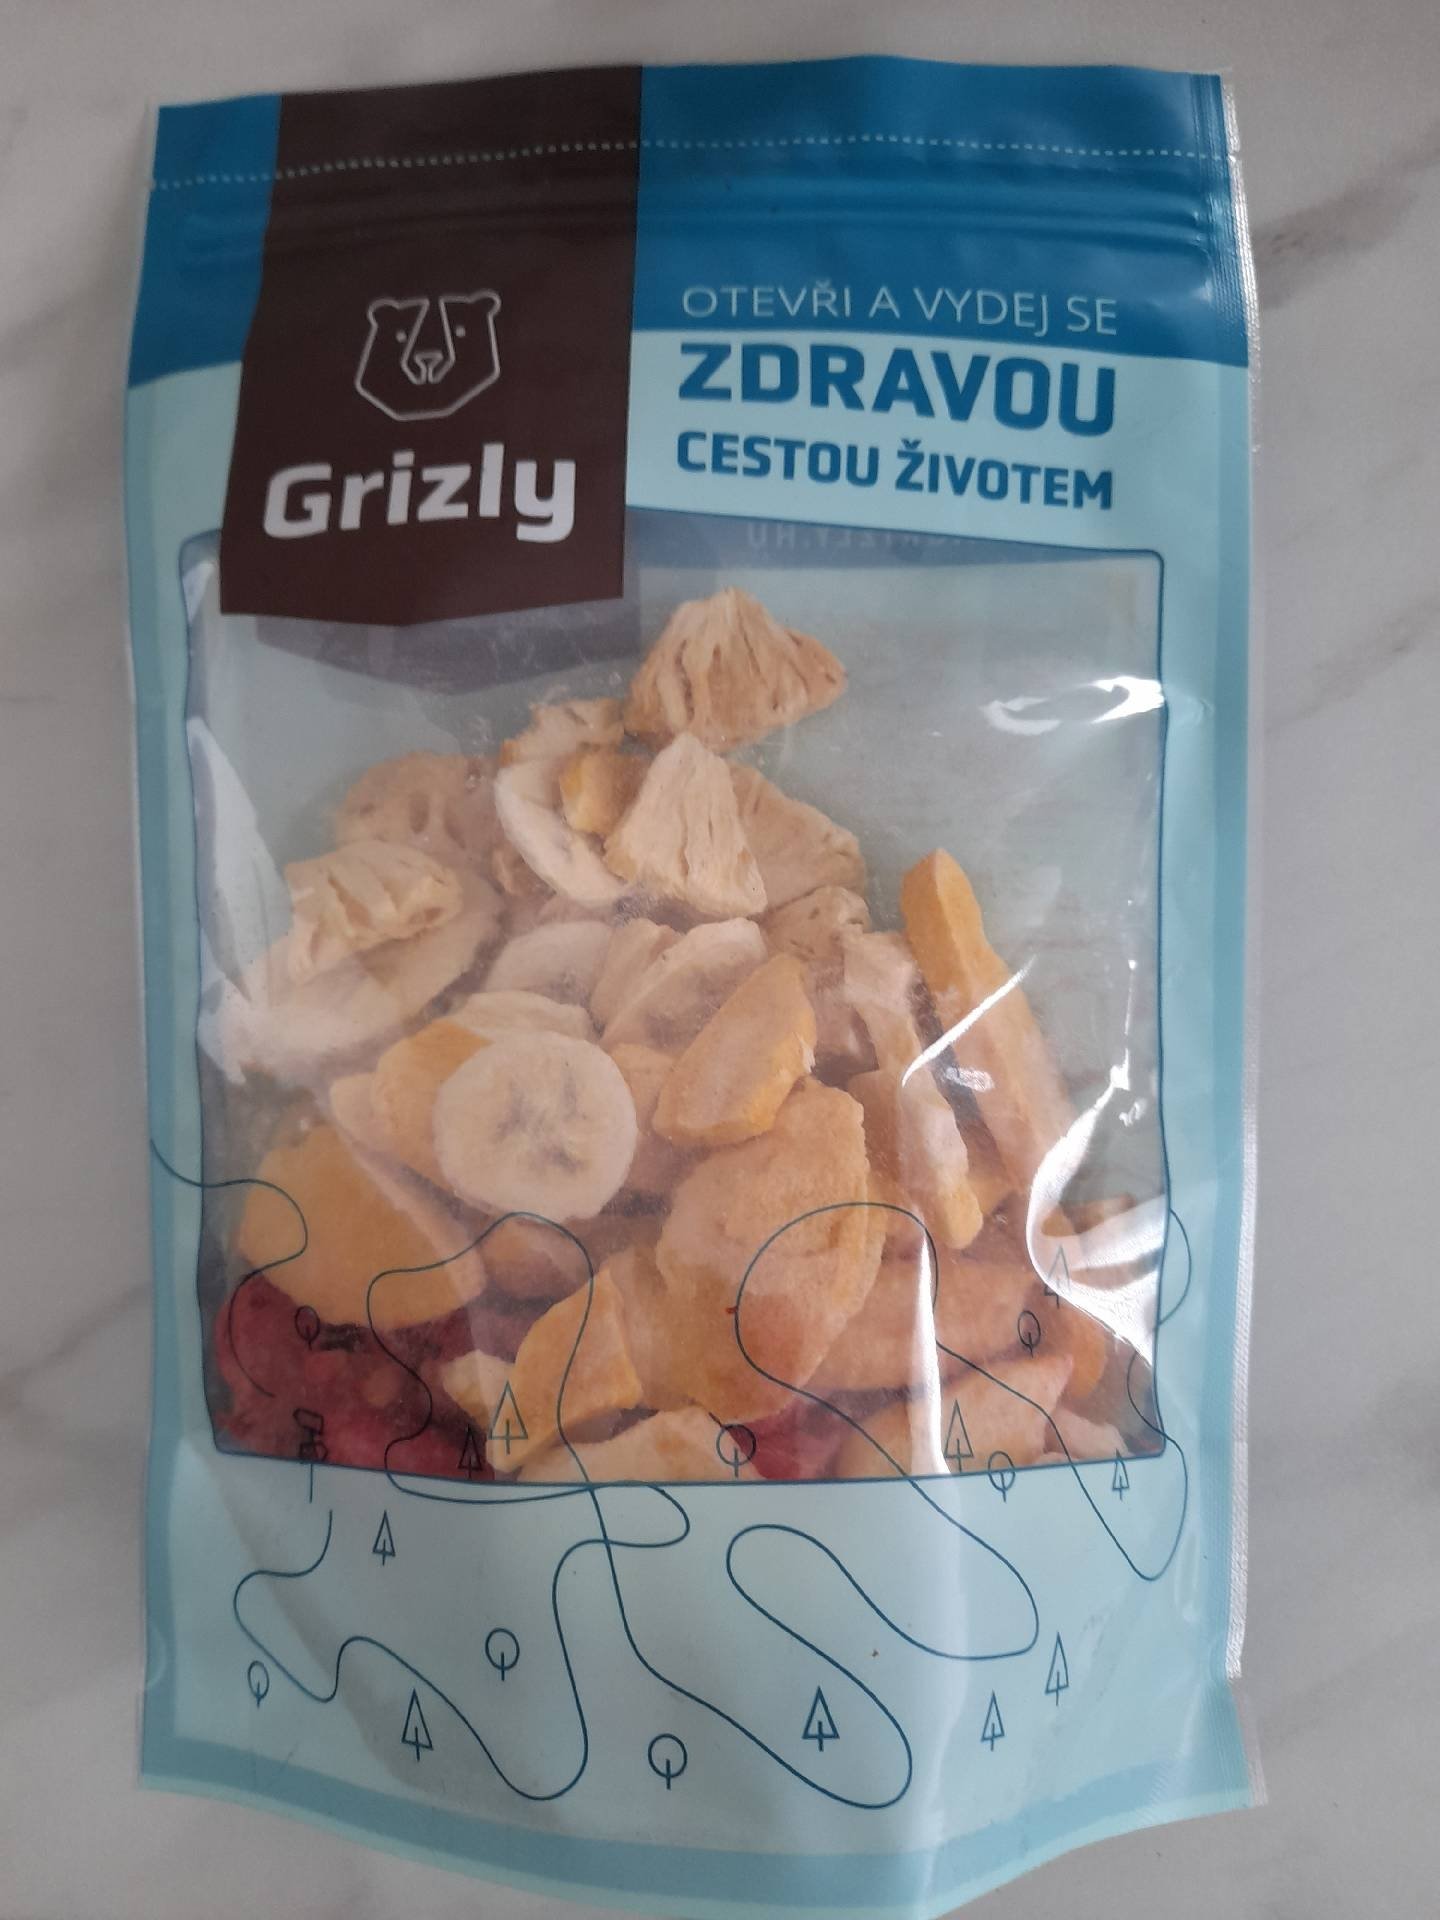 OTEVŘI A VYDEJ SE
ZDRAVOU
CESTOU ŽIVOTEM
Grizly